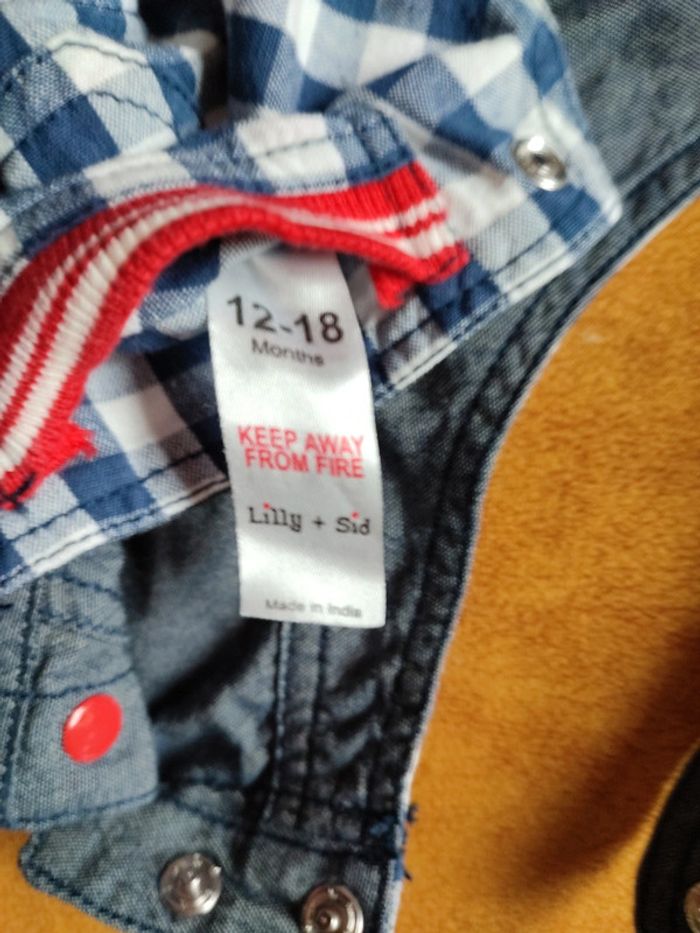 12-18
Months
KEEP AWAY
FROM FIRE
Lilly + Sid
Made in India